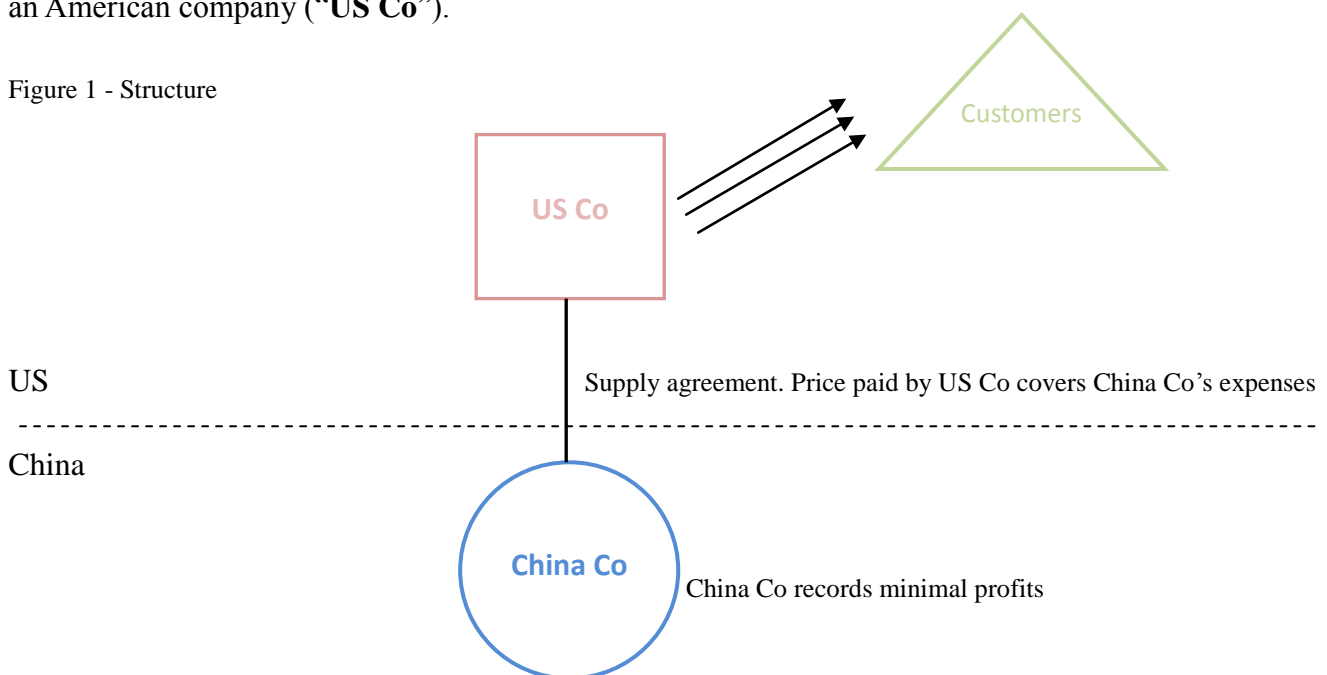 an American company (“US Co”).
Figure 1 - Structure
Customers
US Co
US
Supply agreement. Price paid by US Co covers China Co’s expenses
China
China Co
China Co records minimal profits